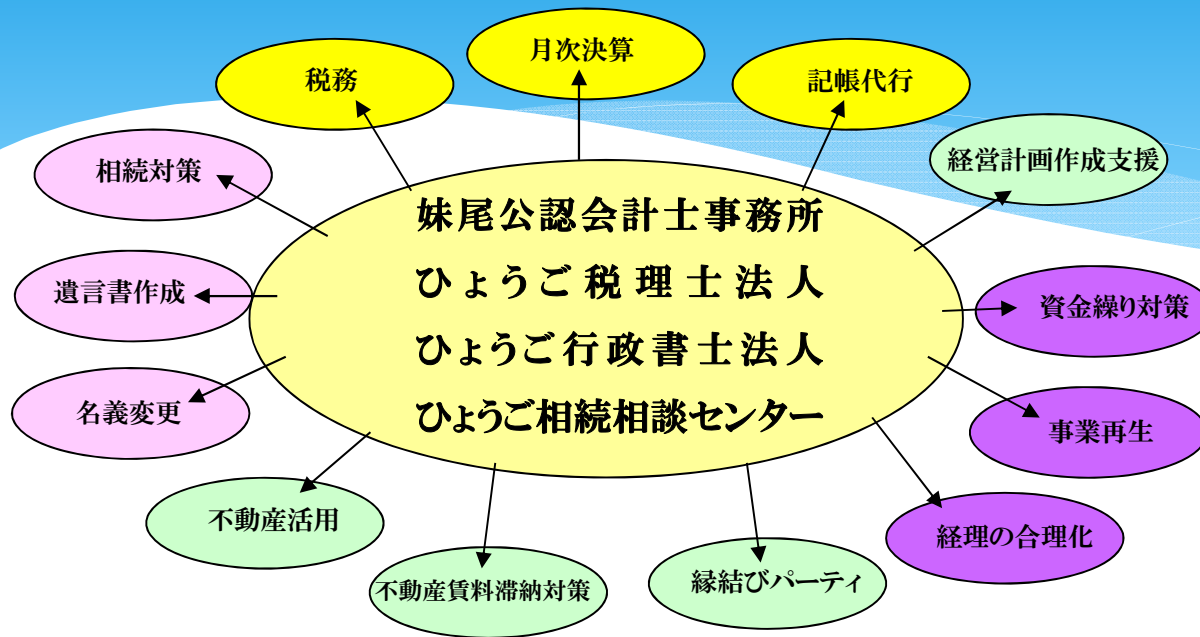 月次決算
税務
記帳代行
相続対策
経営計画作成支援
妹尾公認会計士事務所
ひょうご税理士法人
ひょうご行政書士法人
ひょうご相続相談センター
遺言書作成
資金繰り対策
名義変更
事業再生
不動産活用
経理の合理化
不動産賃料滞納対策
縁結びパーティ